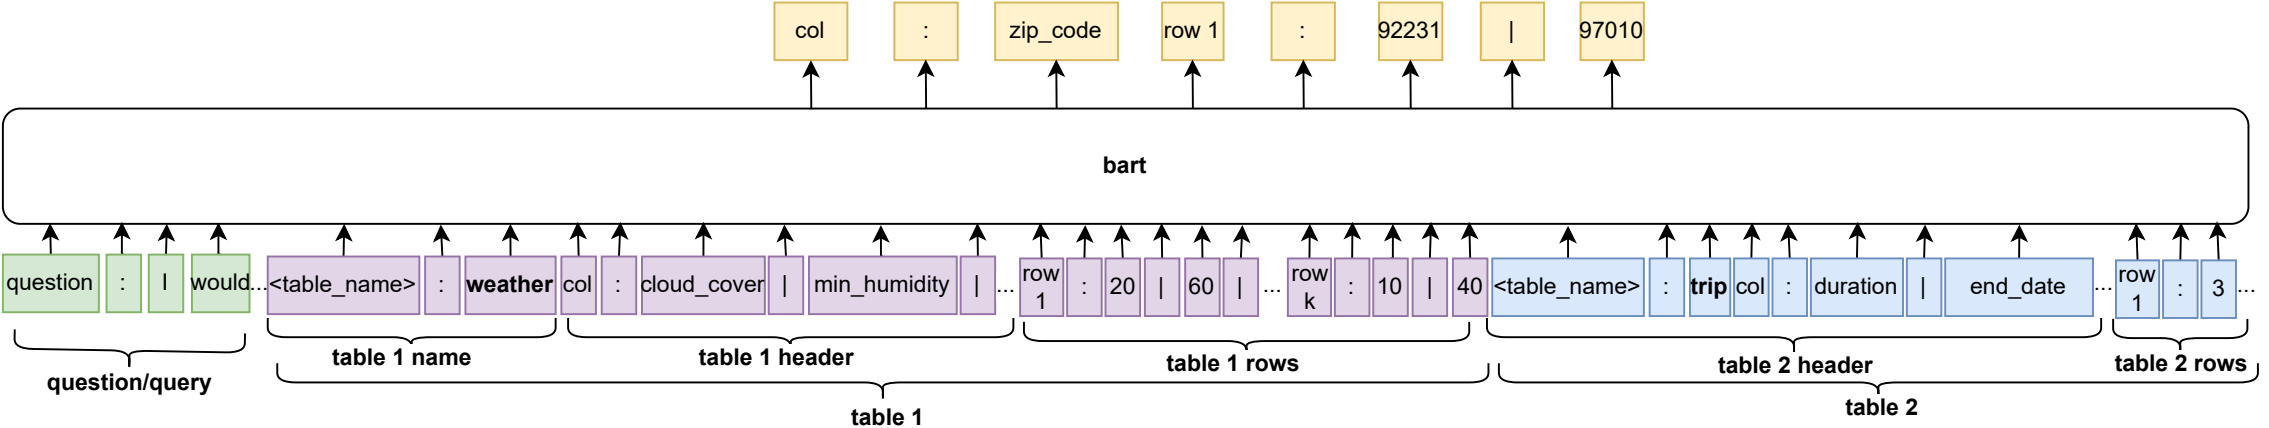 col : zip_code row 1 : 92231 | 97010
bart
question : I would... <table_name> : weather col : cloud_cover | min_humidity | ... row 1 : 20 | 60 | ... row k : 10 | 40 <table_name> : trip col : duration | end_date ... row 1 : 3 ...
table 1 name table 1 header table 1 rows table 2 header table 2 rows
question/query
table 1 table 2